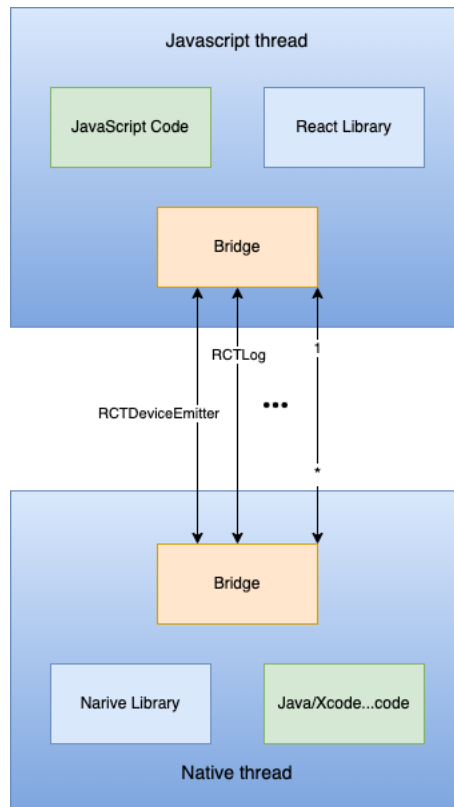 Javascript thread
JavaScript Code
React Library
Bridge
1
RCTLog
...
RCTDeviceEmitter
*
Bridge
Narive Library
Java/Xcode...code
Native thread